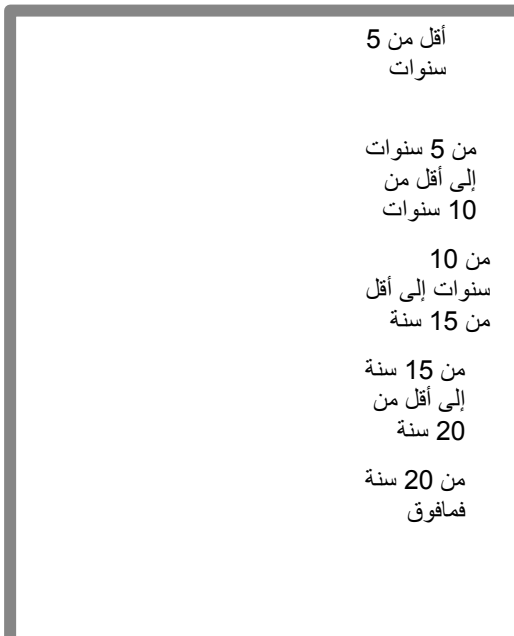 أقل من 5
سنوات
من 5 سنوات
إلى أقل من
10 سنوات
من 10
سنوات إلى أقل
من 15 سنة
من 15 سنة
إلى أقل من
20 سنة
من 20 سنة
فمافوق